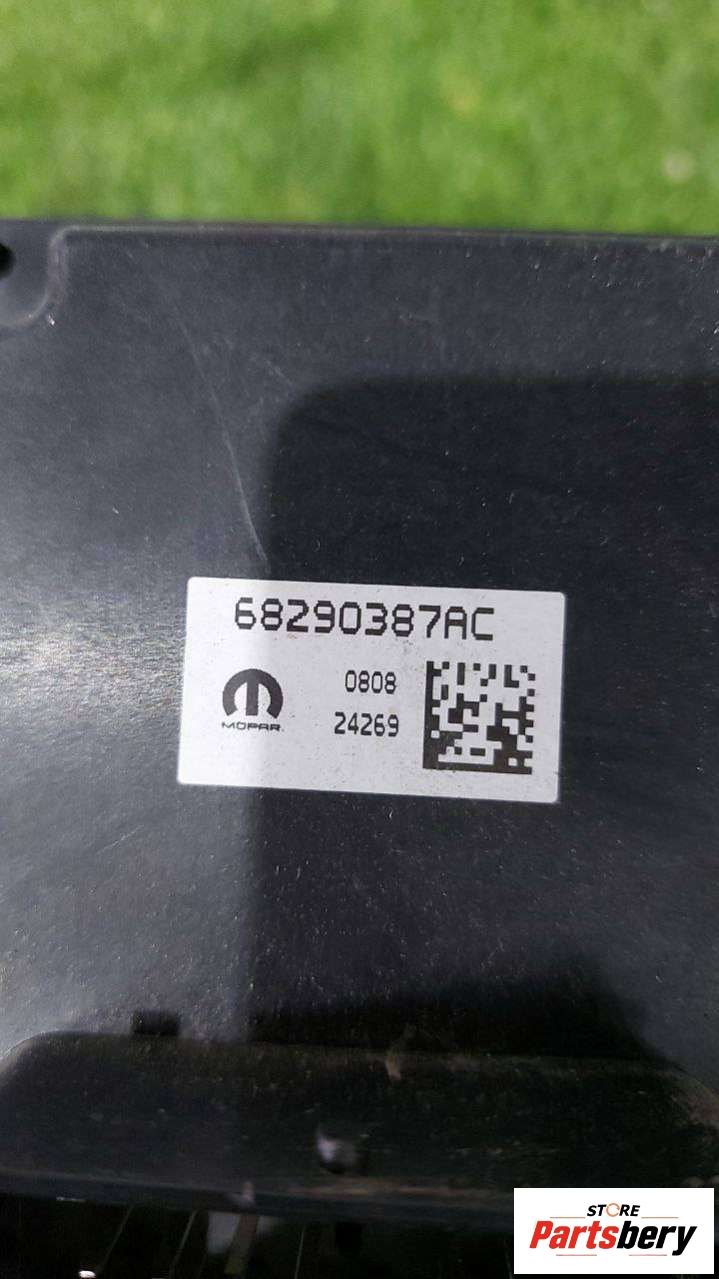 68290387AC
0808
MOPAR.
24269
STORE
Partsbery